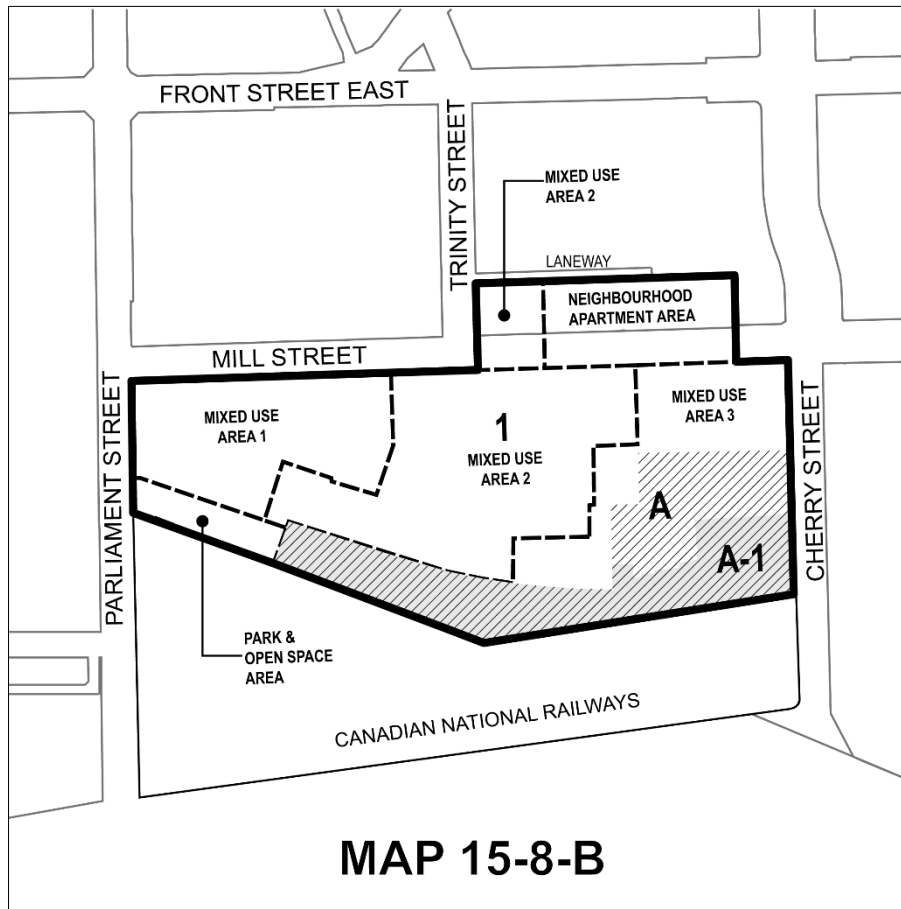 FRONT STREET EAST
TRINITY STREET
MIXED USE
AREA 2
LANEWAY
NEIGHBOURHOOD
APARTMENT AREA
MILL STREET
PARLIAMENT STREET
MIXED USE
AREA 1
1
MIXED USE
AREA 2
MIXED USE
AREA 3
CHERRY STREET
A
A-1
PARK &
OPEN SPACE
AREA
CANADIAN NATIONAL RAILWAYS
MAP 15-8-B